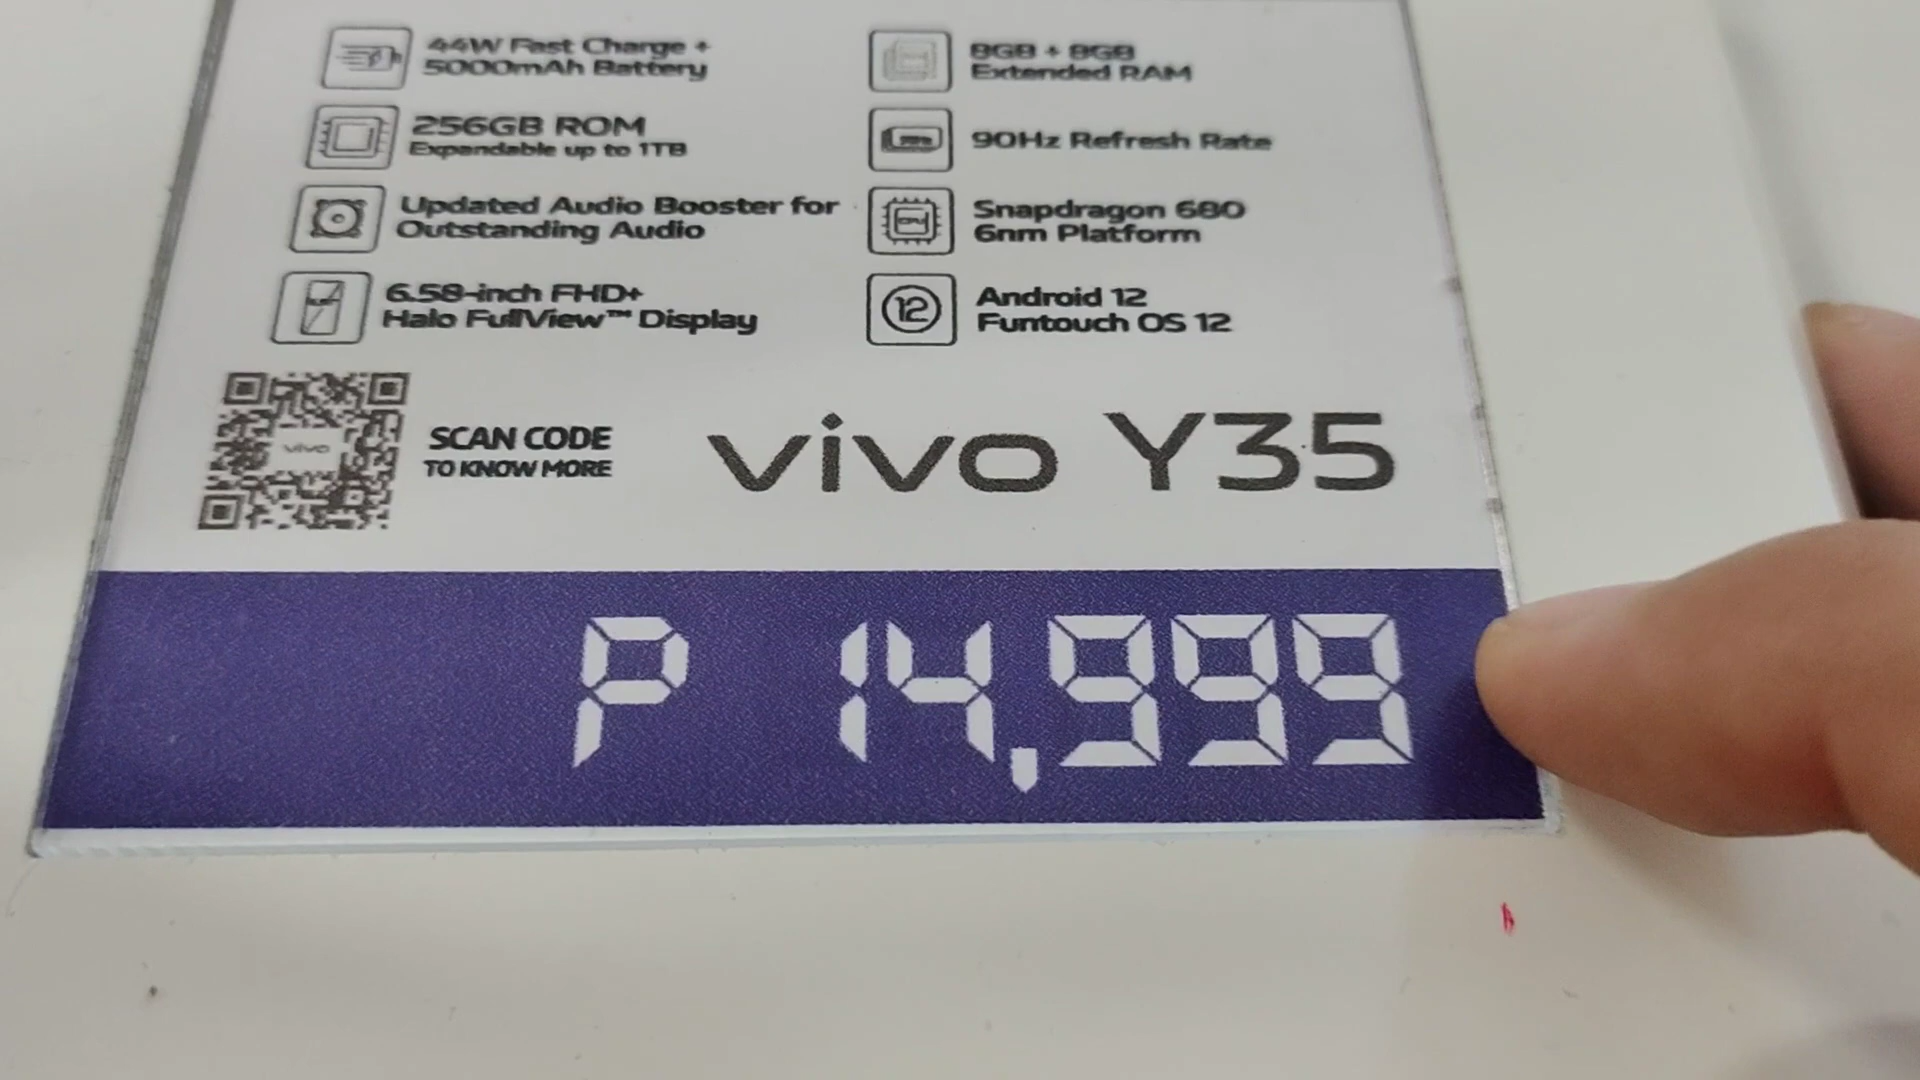 44W Fast Charge +
5000mAh Battery
8GB + 8GB
Extended RAM
256GB ROM
Expandable up to 1TB
90Hz Refresh Rate
Updated Audio Booster for
Outstanding Audio
Snapdragon 680
6nm Platform
6.58-inch FHD+
Halo FullView™ Display
12
Android 12
Funtouch OS 12
vivo
SCAN CODE
TO KNOW MORE
vivo Y35
P 14,999